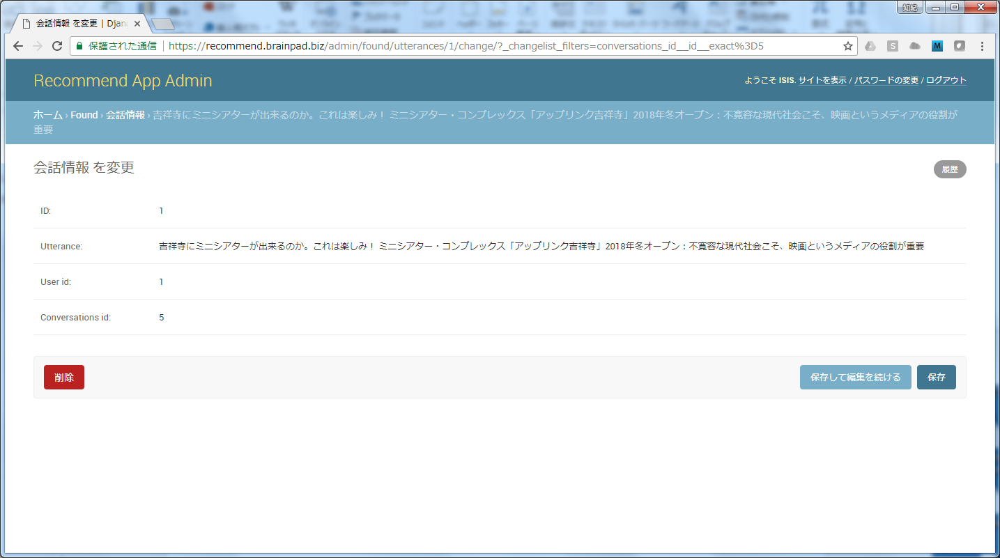 知紀
会話情報 を変更 | Djang
保護された通信 https://recommend.brainpad.biz/admin/found/utterances/1/change/?_changelist_filters=conversations_id__id__exact%3D5
S M
Recommend App Admin
ようこそ ISIS. サイトを表示 / パスワードの変更 / ログアウト
ホーム › Found › 会話情報 › 吉祥寺にミニシアターが出来るのか。これは楽しみ！ ミニシアター・コンプレックス「アップリンク吉祥寺」2018年冬オープン：不寛容な現代社会こそ、映画というメディアの役割が
重要
会話情報 を変更
履歴
ID: 1
Utterance: 吉祥寺にミニシアターが出来るのか。これは楽しみ！ ミニシアター・コンプレックス「アップリンク吉祥寺」2018年冬オープン：不寛容な現代社会こそ、映画というメディアの役割が重要
User id: 1
Conversations id: 5
削除 保存して編集を続ける 保存